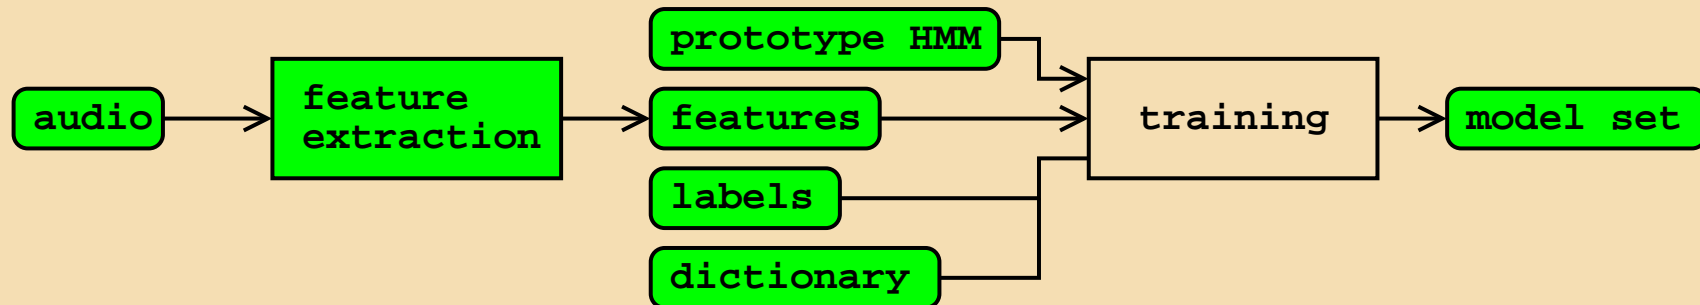 prototype HMM
audio
feature
extraction
features
training
model set
labels
dictionary